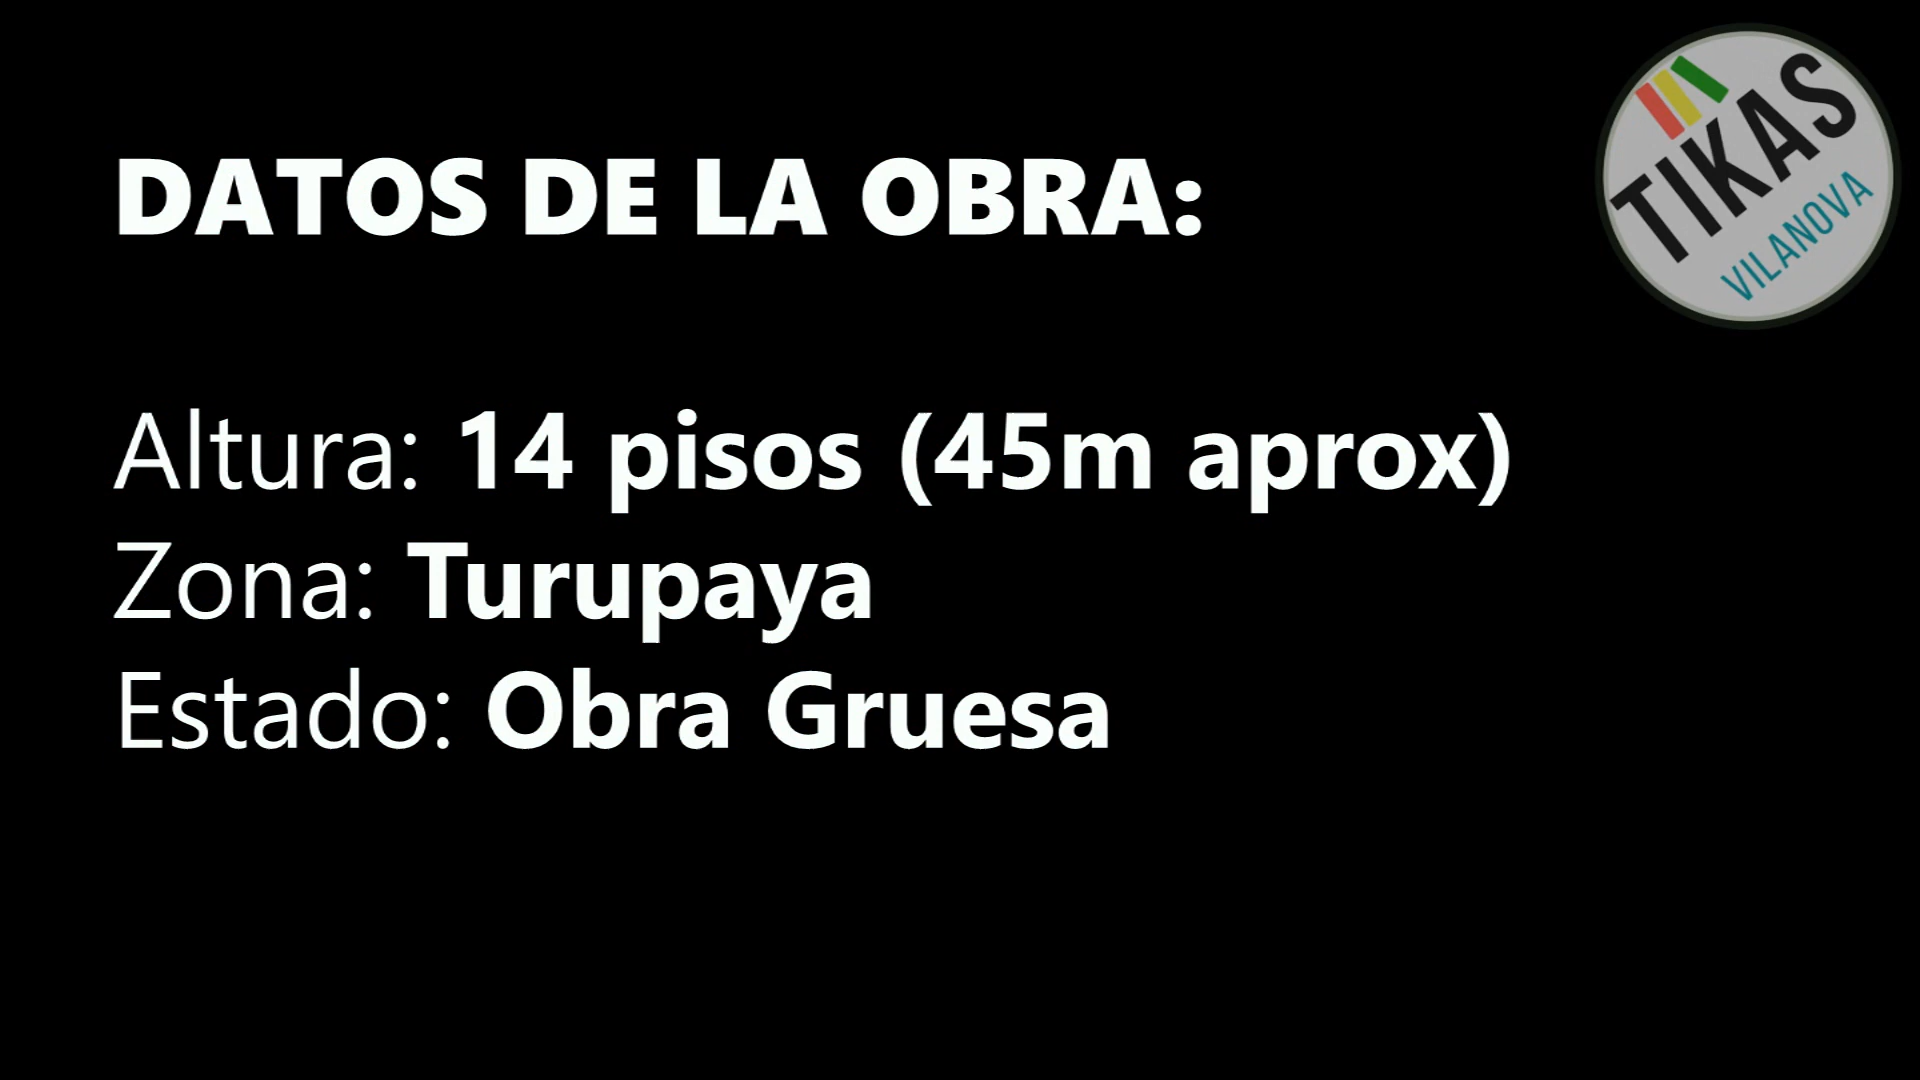 DATOS DE LA OBRA:
TIKAS
VILANOVA
Altura: 14 pisos (45m aprox)
Zona: Turupaya
Estado: Obra Gruesa